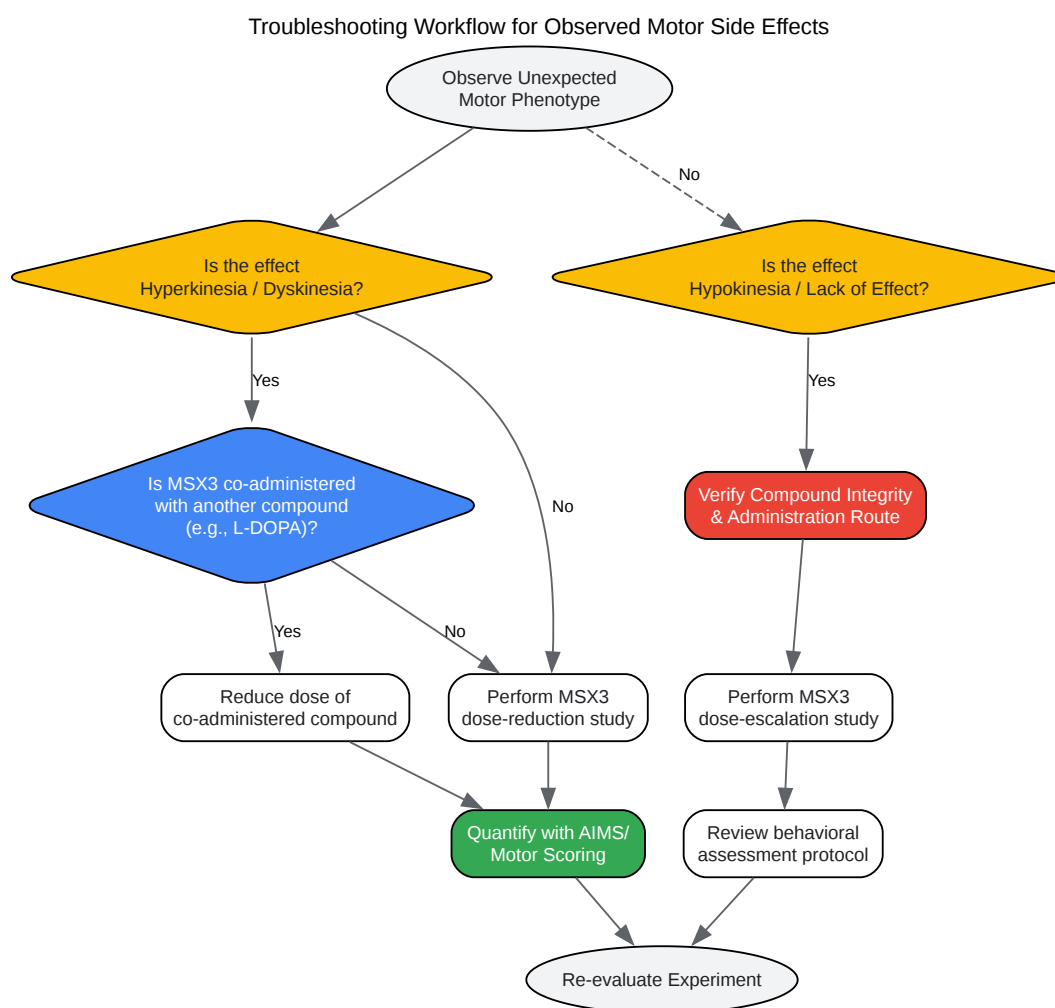 Troubleshooting Workflow for Observed Motor Side Effects
Observe Unexpected
Motor Phenotype
No
Is the effect
Hyperkinesia / Dyskinesia?
Is the effect
Hypokinesia / Lack of Effect?
Yes
Yes
Is MSX3 co-administered
with another compound
(e.g., L-DOPA)?
No
Verify Compound Integrity
& Administration Route
Yes
No
Reduce dose of
co-administered compound
Perform MSX3
dose-reduction study
Perform MSX3
dose-escalation study
Quantify with AIMS/
Motor Scoring
Review behavioral
assessment protocol
Re-evaluate Experiment